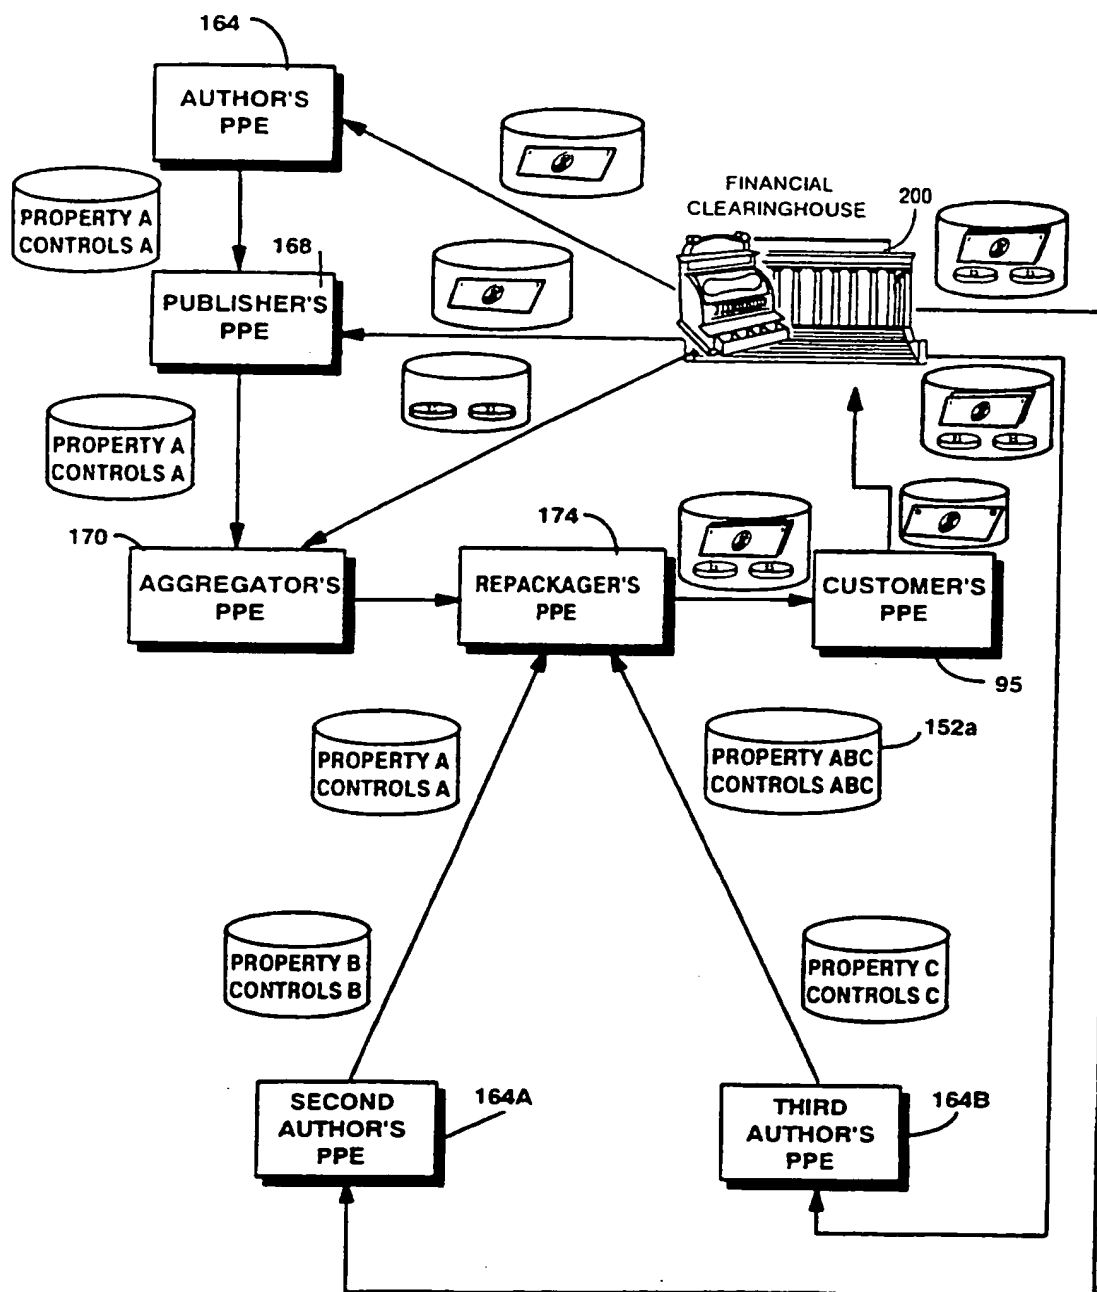 164
AUTHOR'S
PPE
PROPERTY A
CONTROLS A
FINANCIAL
CLEARINGHOUSE
200
168
PUBLISHER'S
PPE
PROPERTY A
CONTROLS A
170
AGGREGATOR'S
PPE
174
REPACKAGER'S
PPE
CUSTOMER'S
PPE
95
PROPERTY A
CONTROLS A
PROPERTY ABC
CONTROLS ABC
152a
PROPERTY B
CONTROLS B
PROPERTY C
CONTROLS C
SECOND
AUTHOR'S
PPE
164A
THIRD
AUTHOR'S
PPE
164B